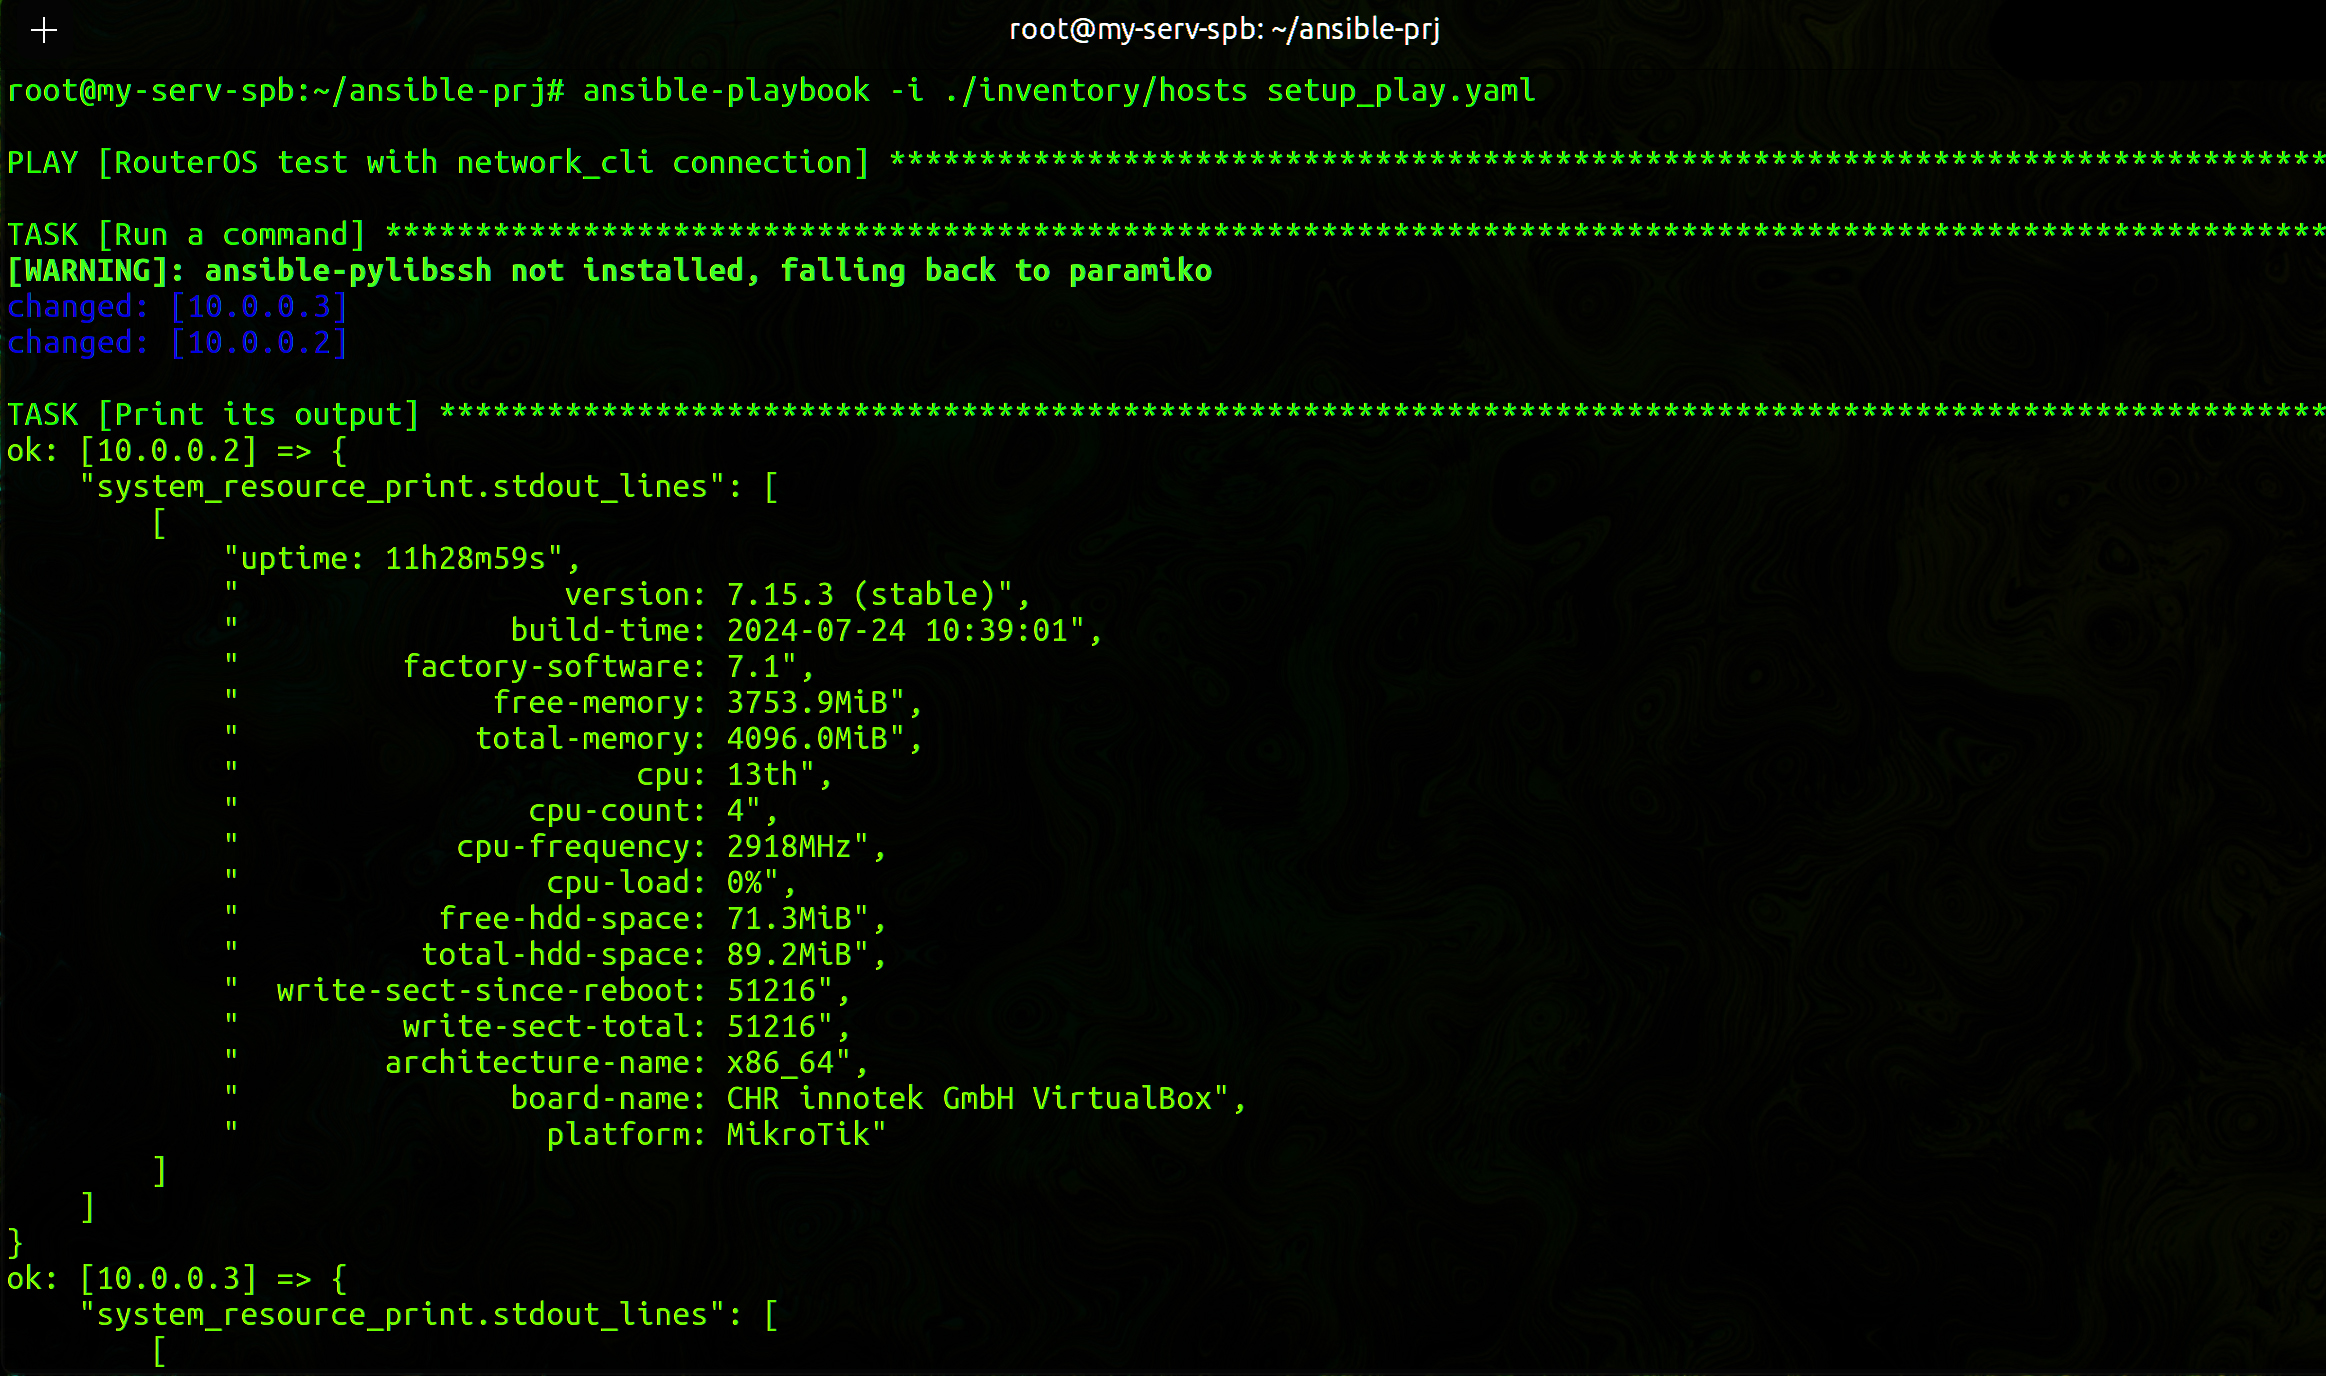 +
root@my-serv-spb: ~/ansible-prj
root@my-serv-spb:~/ansible-prj# ansible-playbook -i ./inventory/hosts setup_play.yaml
PLAY [RouterOS test with network_cli connection] ********************************************************************************
TASK [Run a command] ************************************************************************************************************
[WARNING]: ansible-pylibssh not installed, falling back to paramiko
changed: [10.0.0.3]
changed: [10.0.0.2]
TASK [Print its output] *********************************************************************************************************
ok: [10.0.0.2] => {
    "system_resource_print.stdout_lines": [
        [
            "uptime: 11h28m59s",
            "                  version: 7.15.3 (stable)",
            "               build-time: 2024-07-24 10:39:01",
            "         factory-software: 7.1",
            "              free-memory: 3753.9MiB",
            "             total-memory: 4096.0MiB",
            "                      cpu: 13th",
            "                cpu-count: 4",
            "            cpu-frequency: 2918MHz",
            "                 cpu-load: 0%",
            "           free-hdd-space: 71.3MiB",
            "          total-hdd-space: 89.2MiB",
            "  write-sect-since-reboot: 51216",
            "         write-sect-total: 51216",
            "        architecture-name: x86_64",
            "               board-name: CHR innotek GmbH VirtualBox",
            "                 platform: MikroTik"
        ]
    ]
}
ok: [10.0.0.3] => {
    "system_resource_print.stdout_lines": [
        [